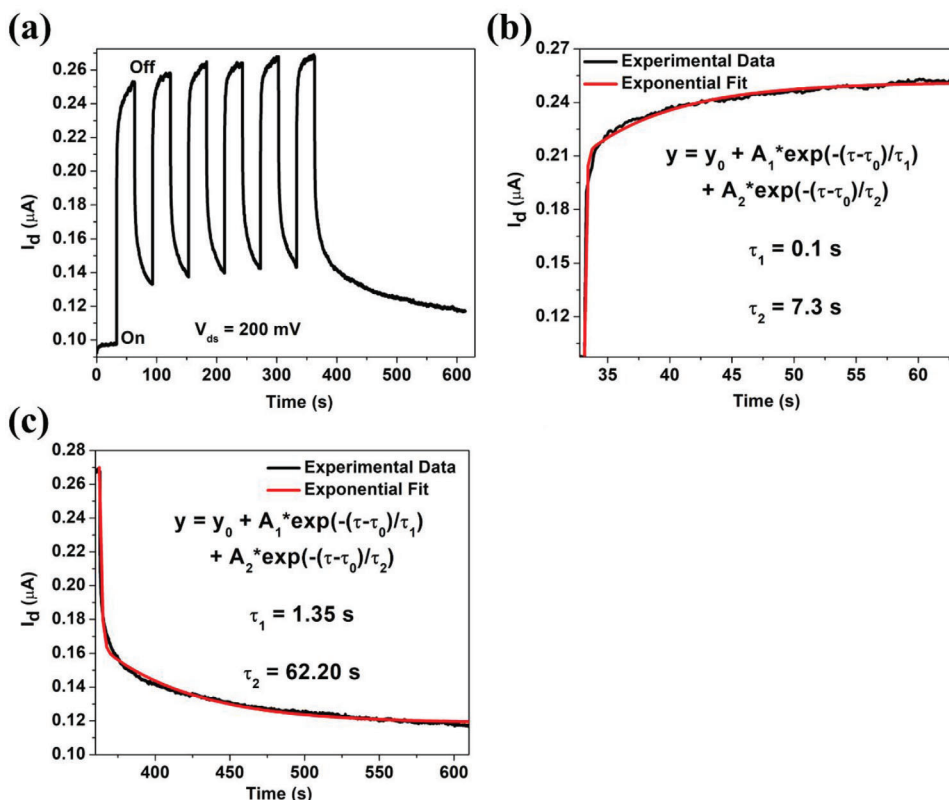 (a)
0.26
0.24
0.22
0.20
0.18
0.16
0.14
0.12
0.10
I_d (μA)
Off
On
V_ds = 200 mV
0 100 200 300 400 500 600
Time (s)
(b)
0.27
0.24
0.21
0.18
0.15
0.12
I_d (μA)
Experimental Data
Exponential Fit
y = y_0 + A_1*exp(-(τ-τ_0)/τ_1)
+ A_2*exp(-(τ-τ_0)/τ_2)
τ_1 = 0.1 s
τ_2 = 7.3 s
35 40 45 50 55 60
Time (s)
(c)
0.28
0.26
0.24
0.22
0.20
0.18
0.16
0.14
0.12
0.10
I_d (μA)
Experimental Data
Exponential Fit
y = y_0 + A_1*exp(-(τ-τ_0)/τ_1)
+ A_2*exp(-(τ-τ_0)/τ_2)
τ_1 = 1.35 s
τ_2 = 62.20 s
400 450 500 550 600
Time (s)